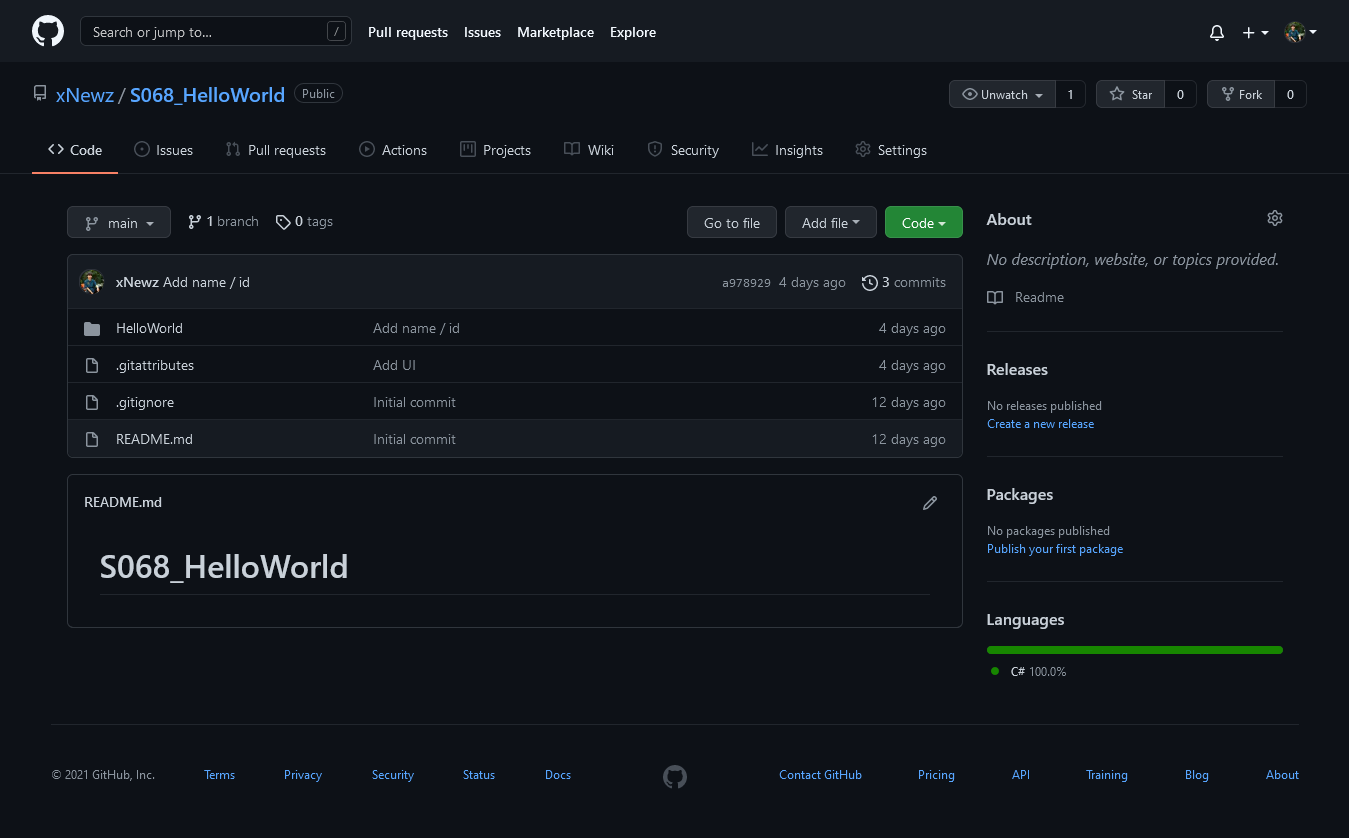 Search or jump to... /
Pull requests Issues Marketplace Explore
xNewz / S068_HelloWorld Public
Unwatch 1 Star 0 Fork 0
Code Issues Pull requests Actions Projects Wiki Security Insights Settings
main 1 branch 0 tags Go to file Add file Code
xNewz Add name / id a978929 4 days ago 3 commits
HelloWorld Add name / id 4 days ago
.gitattributes Add UI 4 days ago
.gitignore Initial commit 12 days ago
README.md Initial commit 12 days ago
README.md
S068_HelloWorld
About
No description, website, or topics provided.
Readme
Releases
No releases published
Create a new release
Packages
No packages published
Publish your first package
Languages
C# 100.0%
© 2021 GitHub, Inc. Terms Privacy Security Status Docs Contact GitHub Pricing API Training Blog About